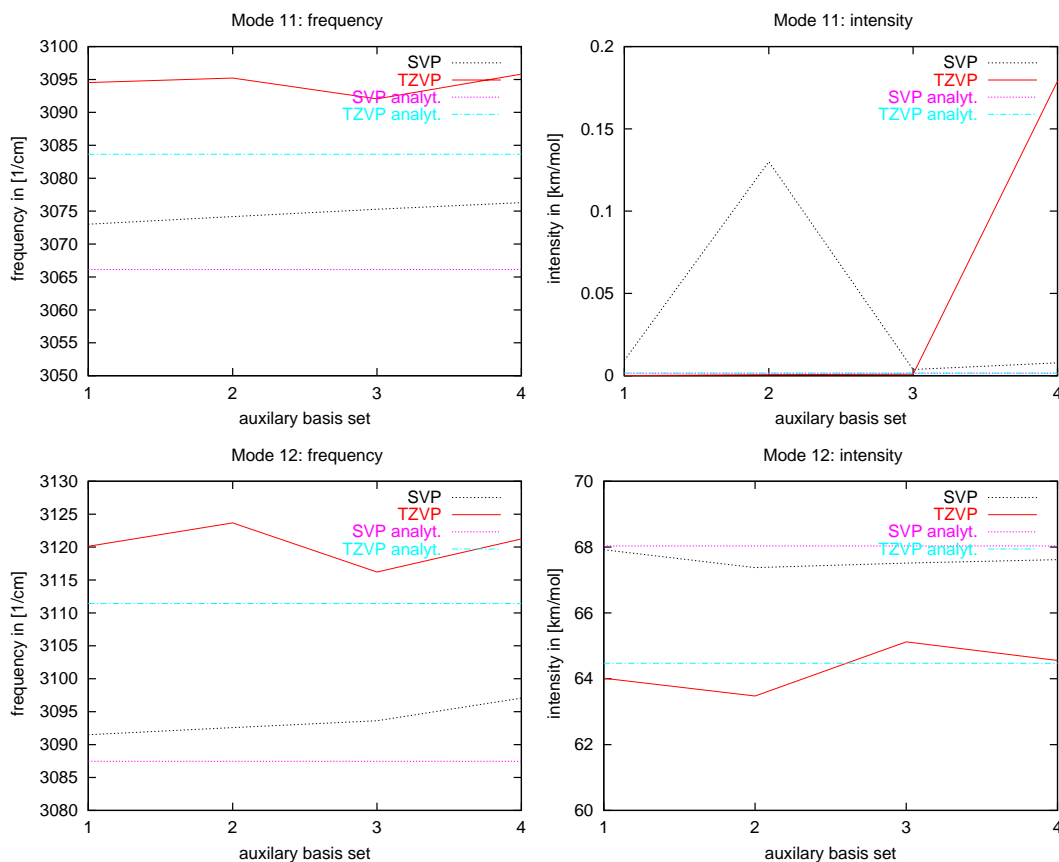 Mode 11: frequency
3100
3095
3090
3085
3080
3075
3070
3065
3060
3055
3050
frequency in [1/cm]
SVP
TZVP
SVP analyt.
TZVP analyt.
1 2 3 4
auxilary basis set
Mode 11: intensity
0.2
0.15
0.1
0.05
0
intensity in [km/mol]
SVP
TZVP
SVP analyt.
TZVP analyt.
1 2 3 4
auxilary basis set
Mode 12: frequency
3130
3125
3120
3115
3110
3105
3100
3095
3090
3085
3080
frequency in [1/cm]
SVP
TZVP
SVP analyt.
TZVP analyt.
1 2 3 4
auxilary basis set
Mode 12: intensity
70
68
66
64
62
60
intensity in [km/mol]
SVP
TZVP
SVP analyt.
TZVP analyt.
1 2 3 4
auxilary basis set